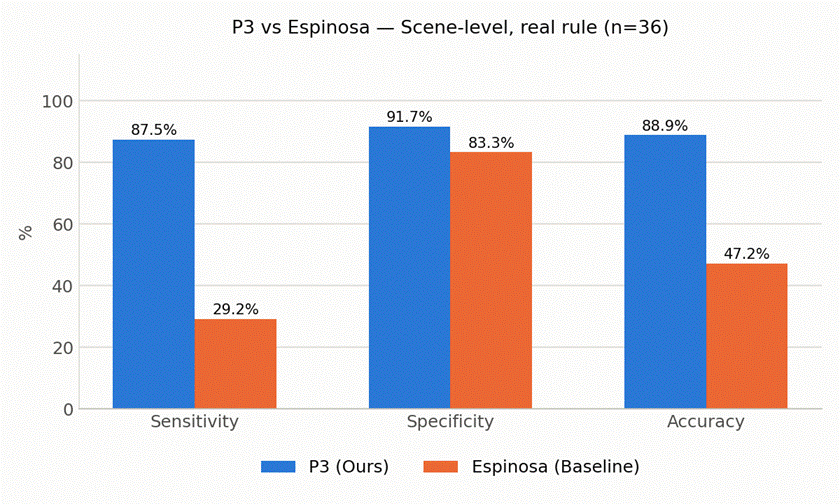 P3 vs Espinosa — Scene-level, real rule (n=36)
%
100
80
60
40
20
0
87.5%
29.2%
91.7%
83.3%
88.9%
47.2%
Sensitivity
Specificity
Accuracy
P3 (Ours)
Espinosa (Baseline)